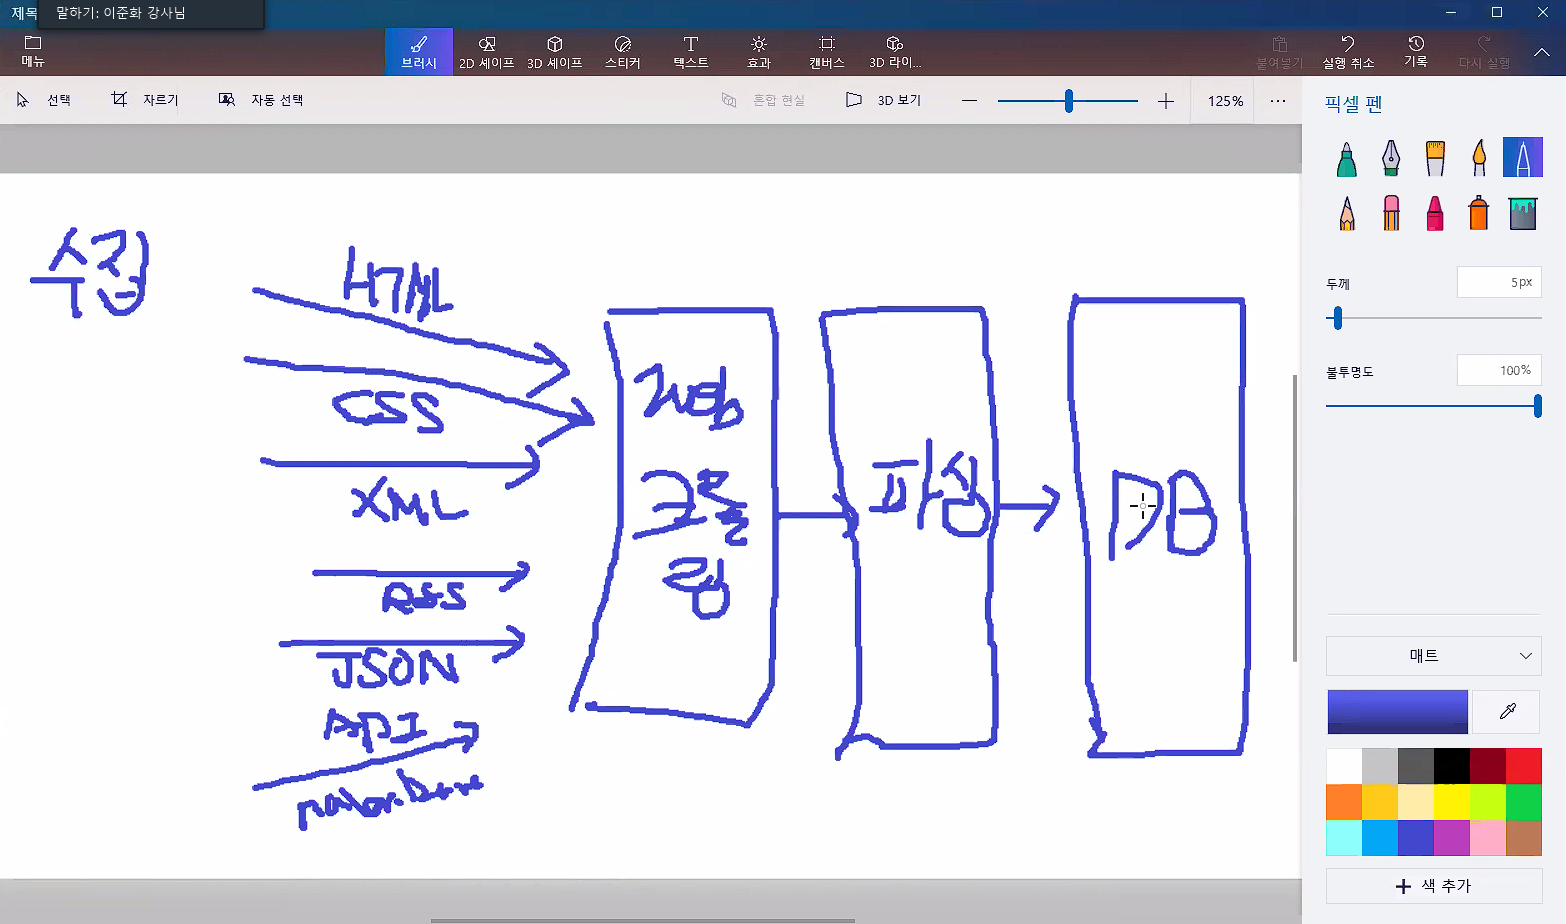 제목
말하기: 이준화 강사님
메뉴
브러시
2D 셰이프
3D 셰이프
스티커
텍스트
효과
캔버스
3D 라이...
붙여넣기
실행 취소
기록
다시 실행
선택
자르기
자동 선택
혼합 현실
3D 보기
125%
픽셀 펜
두께
5px
불투명도
100%
매트
색 추가
수집
HTML
CSS
XML
RSS
JSON
API
웹
크롤
링
파싱
DB